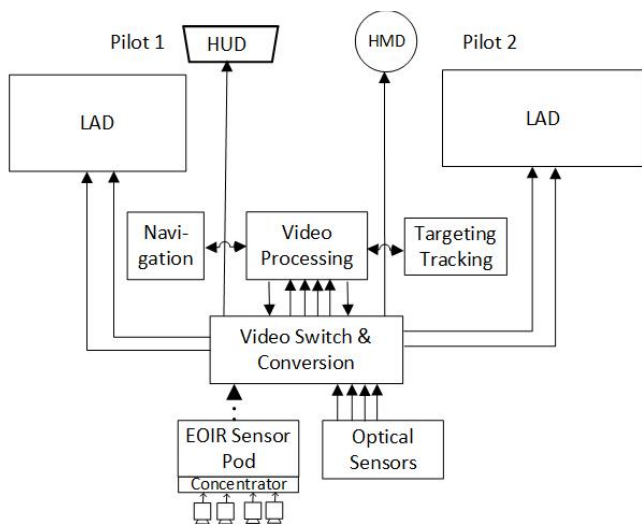 Pilot 1
HUD
HMD
Pilot 2
LAD
LAD
Navi-
gation
Video
Processing
Targeting
Tracking
Video Switch &
Conversion
EOIR Sensor
Pod
Concentrator
Optical
Sensors